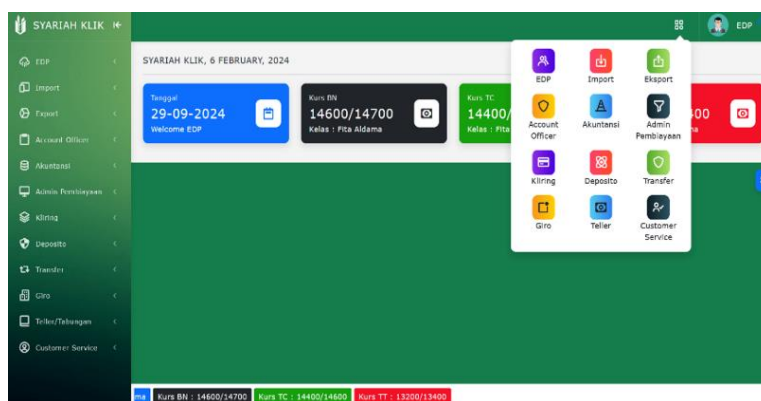 SYARIAH KLIK
EDP
EDP
Import
Export
Account Officer
Akuntansi
Admin Pembiayaan
Kliring
Deposito
Transfer
Giro
Teller/Tabungan
Customer Service
SYARIAH KLIK, 6 FEBRUARY, 2024
Tanggal
29-09-2024
Welcome EDP
Kurs BN
14600/14700
Kelas : Fita Aldama
Kurs TC
14400/
Kelas : Fita
400
EDP
Import
Eksport
Account
Officer
Akuntansi
Admin
Pembiayaan
Kliring
Deposito
Transfer
Giro
Teller
Customer
Service
ma
Kurs BN : 14600/14700
Kurs TC : 14400/14600
Kurs TT : 13200/13400